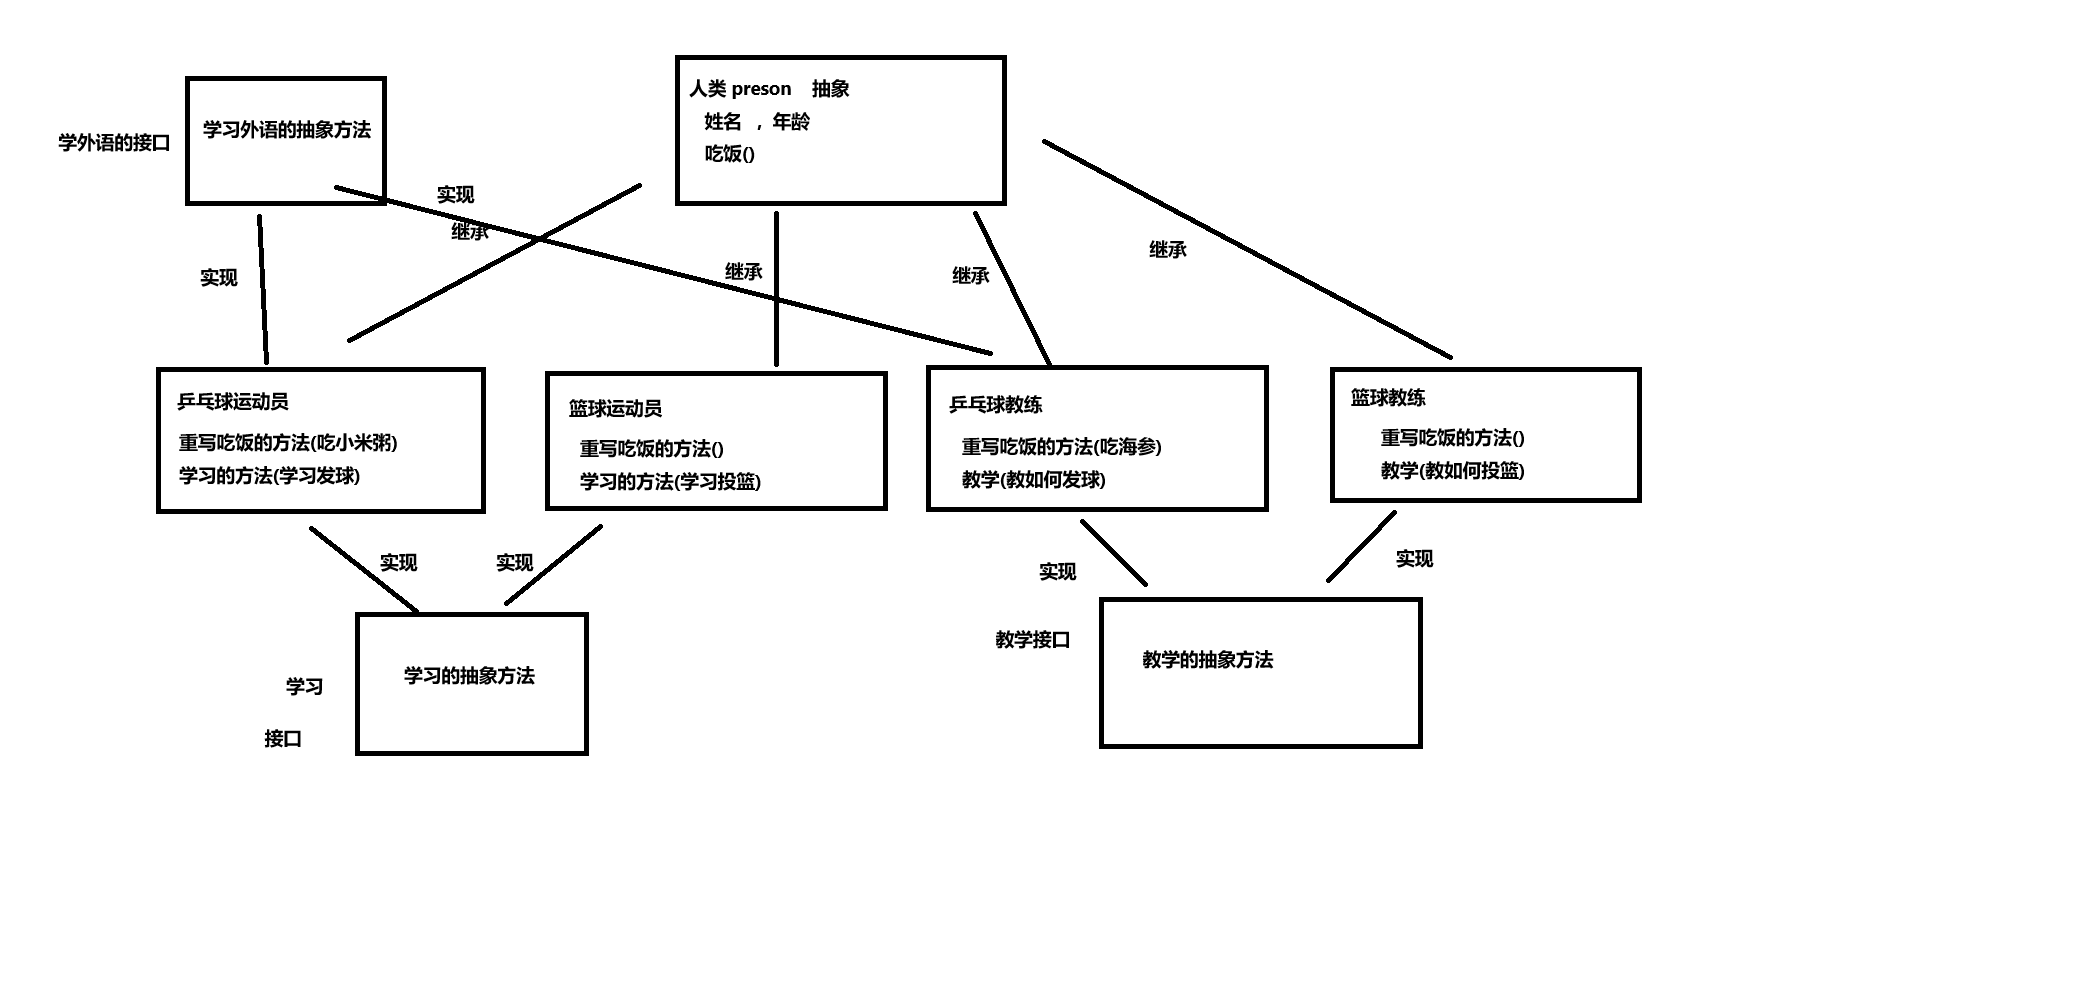 人类 preson 抽象
姓名 , 年龄
吃饭()
学外语的接口
学习外语的抽象方法
实现
继承
实现
继承
继承
继承
乒乓球运动员
重写吃饭的方法(吃小米粥)
学习的方法(学习发球)
篮球运动员
重写吃饭的方法()
学习的方法(学习投篮)
乒乓球教练
重写吃饭的方法(吃海参)
教学(教如何发球)
篮球教练
重写吃饭的方法()
教学(教如何投篮)
实现
实现
实现
实现
学习
接口
学习的抽象方法
教学接口
教学的抽象方法